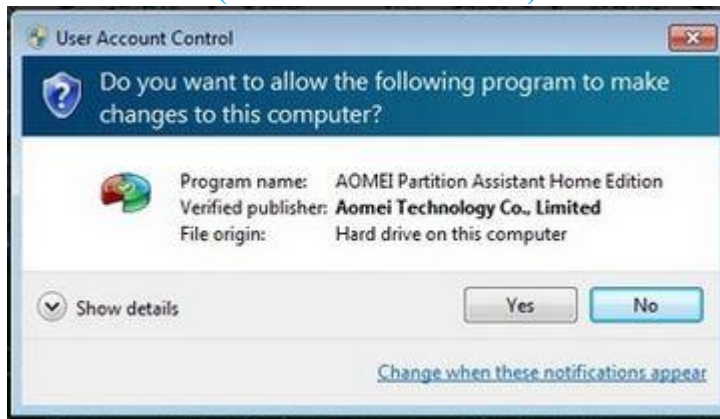 User Account Control
Do you want to allow the following program to make
changes to this computer?
Program name: AOMEI Partition Assistant Home Edition
Verified publisher: Aomei Technology Co., Limited
File origin: Hard drive on this computer
Show details
Yes No
Change when these notifications appear